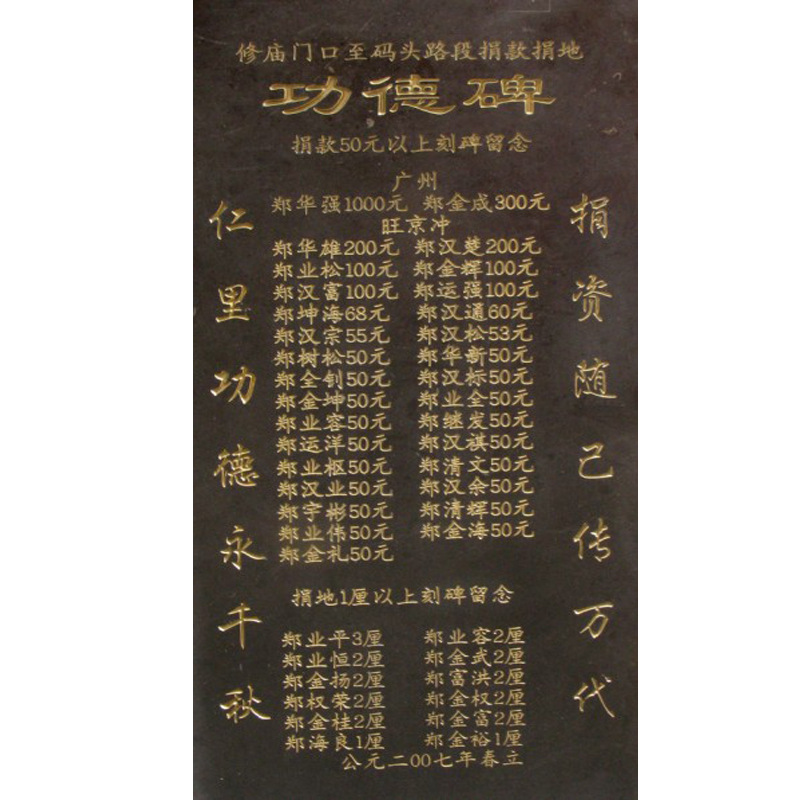 修庙门口至码头路段捐款捐地
功德碑
捐款50元以上刻碑留念
广州
郑华强1000元 郑金成300元
旺京冲
郑华雄200元 郑汉楚200元
郑业松100元 郑金辉100元
郑汉富100元 郑运强100元
郑坤海68元 郑汉通60元
郑汉宗55元 郑汉松53元
郑树松50元 郑华新50元
郑全钊50元 郑汉标50元
郑金坤50元 郑业全50元
郑业容50元 郑继发50元
郑运洋50元 郑汉祺50元
郑业枢50元 郑清文50元
郑汉业50元 郑汉余50元
郑宇彬50元 郑清辉50元
郑业伟50元 郑金海50元
郑金礼50元
捐地1厘以上刻碑留念
郑业平3厘 郑业容2厘
郑业恒2厘 郑金武2厘
郑金扬2厘 郑富洪2厘
郑权荣2厘 郑金权2厘
郑金桂2厘 郑金富2厘
郑海良1厘 郑金裕1厘
公元二00七年春立
捐资随己传万代
仁里功德永千秋